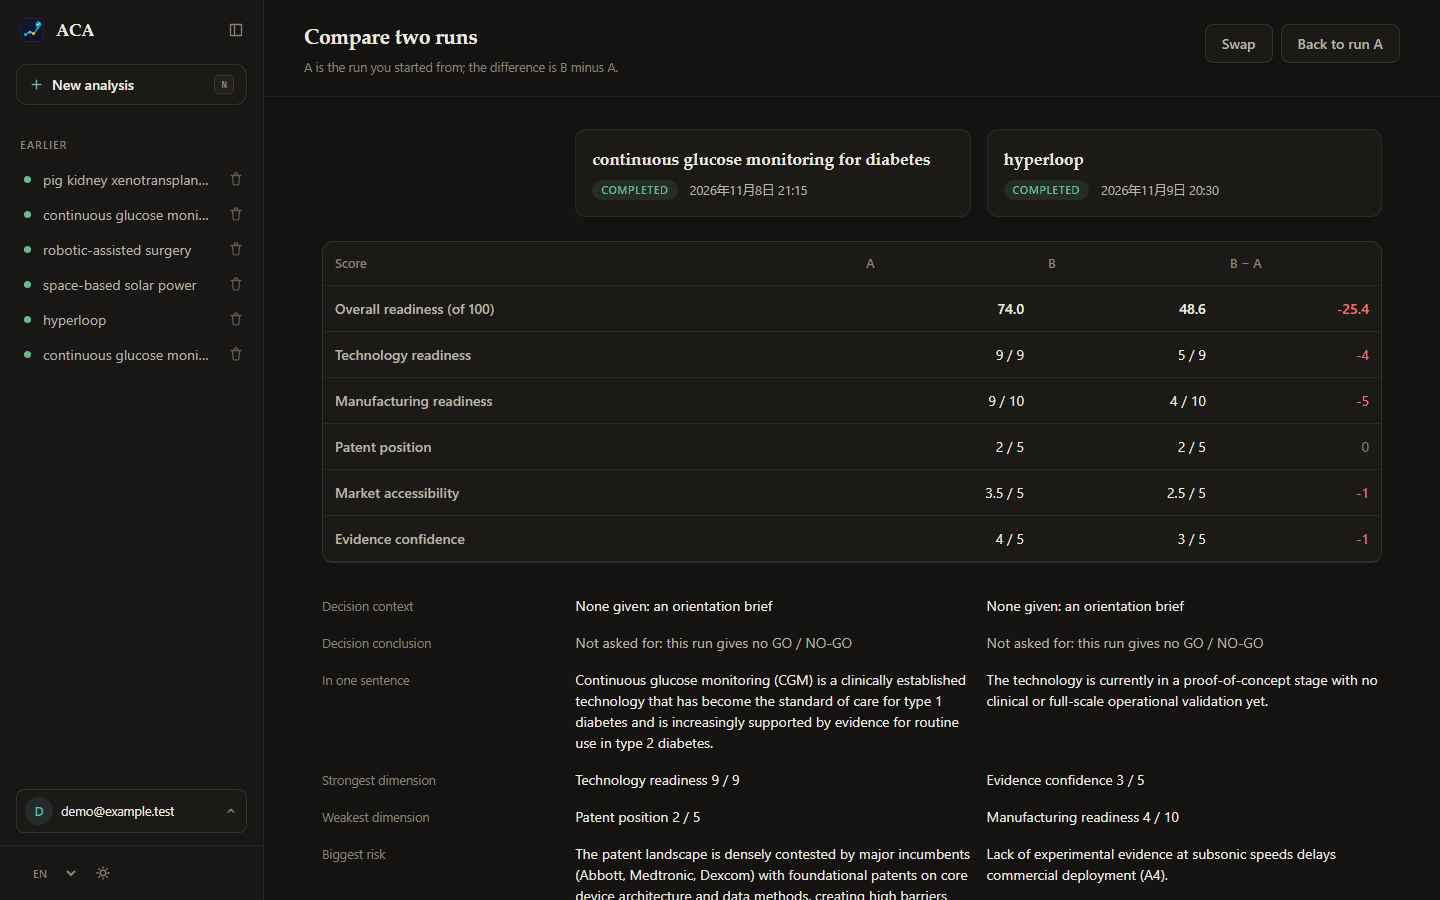 ACA
New analysis
N
EARLIER
pig kidney xenotransplan...
continuous glucose moni...
robotic-assisted surgery
space-based solar power
hyperloop
continuous glucose moni...
D
demo@example.test
EN
Compare two runs
A is the run you started from; the difference is B minus A.
Swap
Back to run A
continuous glucose monitoring for diabetes
COMPLETED 2026年11月8日 21:15
hyperloop
COMPLETED 2026年11月9日 20:30
Score A B B − A
Overall readiness (of 100) 74.0 48.6 -25.4
Technology readiness 9 / 9 5 / 9 -4
Manufacturing readiness 9 / 10 4 / 10 -5
Patent position 2 / 5 2 / 5 0
Market accessibility 3.5 / 5 2.5 / 5 -1
Evidence confidence 4 / 5 3 / 5 -1
Decision context
None given: an orientation brief
None given: an orientation brief
Decision conclusion
Not asked for: this run gives no GO / NO-GO
Not asked for: this run gives no GO / NO-GO
In one sentence
Continuous glucose monitoring (CGM) is a clinically established
technology that has become the standard of care for type 1
diabetes and is increasingly supported by evidence for routine
use in type 2 diabetes.
The technology is currently in a proof-of-concept stage with no
clinical or full-scale operational validation yet.
Strongest dimension
Technology readiness 9 / 9
Evidence confidence 3 / 5
Weakest dimension
Patent position 2 / 5
Manufacturing readiness 4 / 10
Biggest risk
The patent landscape is densely contested by major incumbents
(Abbott, Medtronic, Dexcom) with foundational patents on core
device architecture and data methods, creating high barriers
Lack of experimental evidence at subsonic speeds delays
commercial deployment (A4).